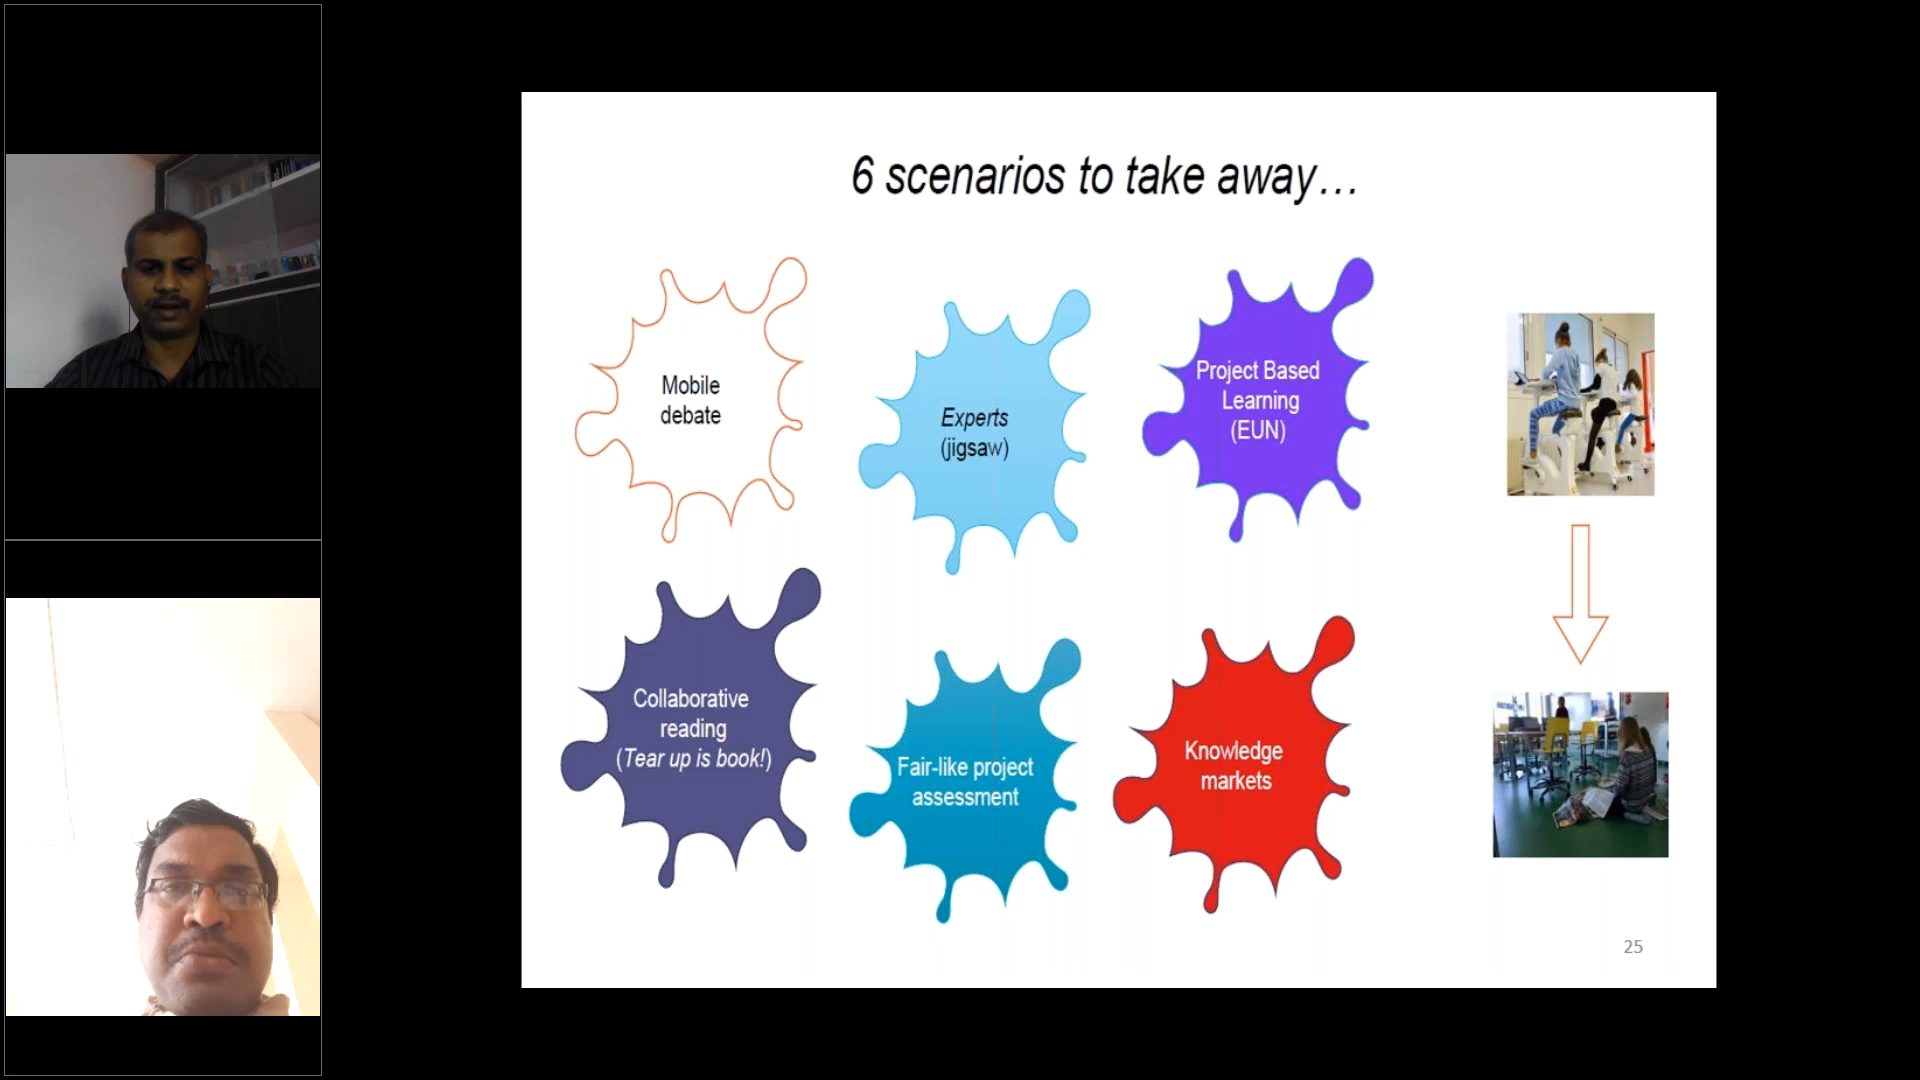 6 scenarios to take away…
Mobile
debate
Experts
(jigsaw)
Project Based
Learning
(EUN)
Collaborative
reading
(Tear up is book!)
Fair-like project
assessment
Knowledge
markets
25